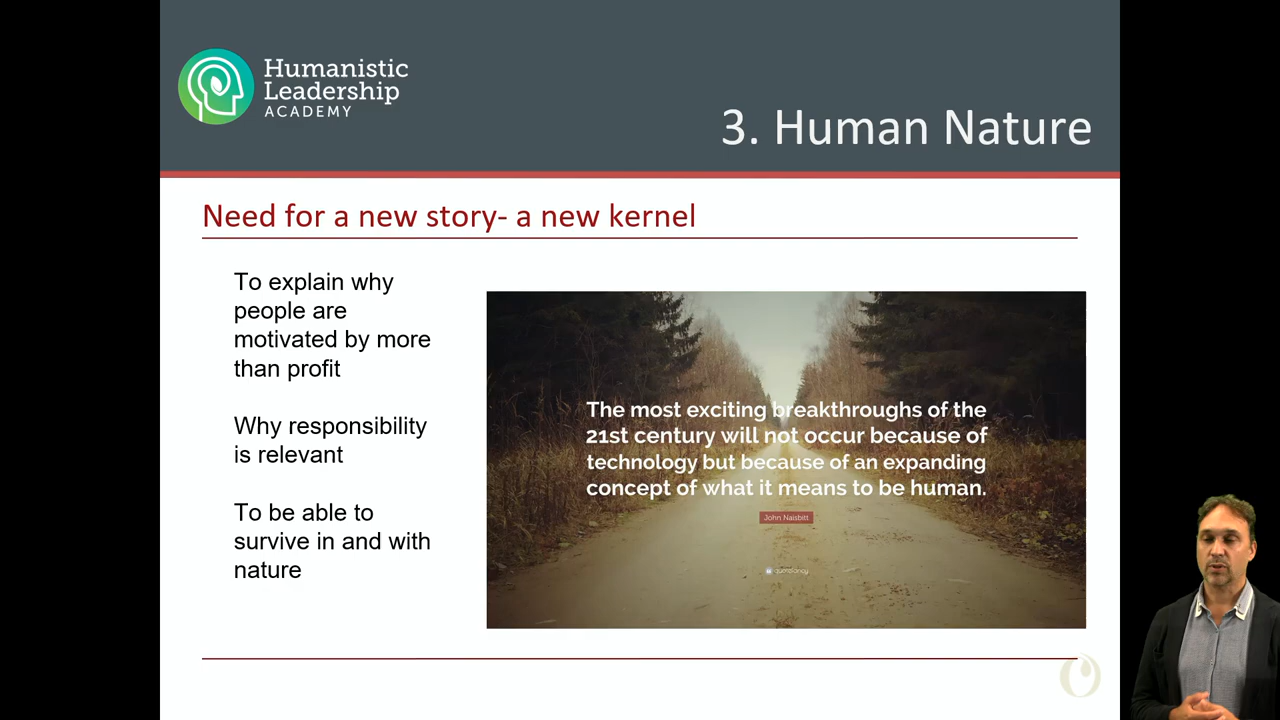 Humanistic
Leadership
ACADEMY
3. Human Nature
Need for a new story- a new kernel
To explain why
people are
motivated by more
than profit
Why responsibility
is relevant
To be able to
survive in and with
nature
The most exciting breakthroughs of the
21st century will not occur because of
technology but because of an expanding
concept of what it means to be human.
John Naisbitt
quotefancy